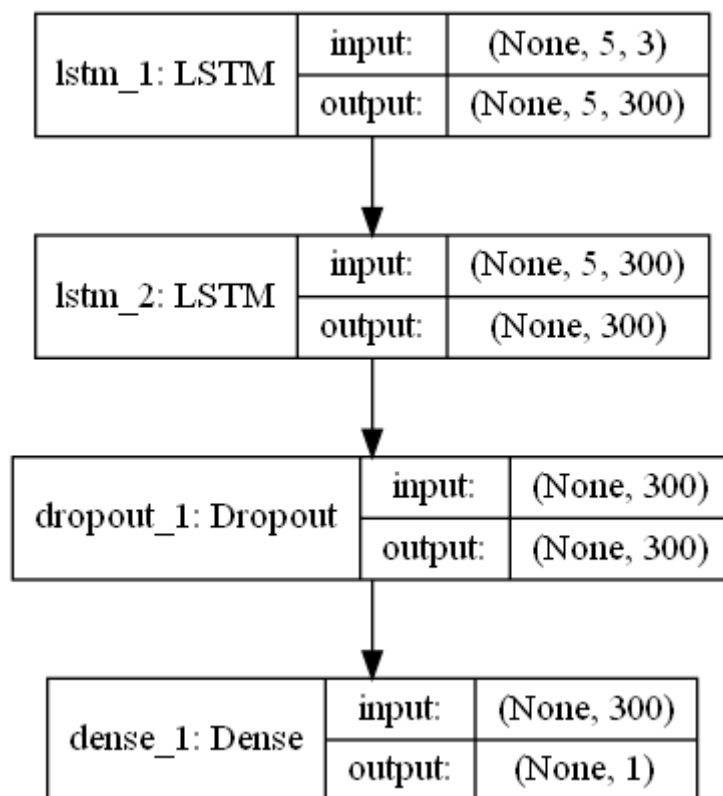 lstm_1: LSTM
input:
(None, 5, 3)
output:
(None, 5, 300)
lstm_2: LSTM
input:
(None, 5, 300)
output:
(None, 300)
dropout_1: Dropout
input:
(None, 300)
output:
(None, 300)
dense_1: Dense
input:
(None, 300)
output:
(None, 1)